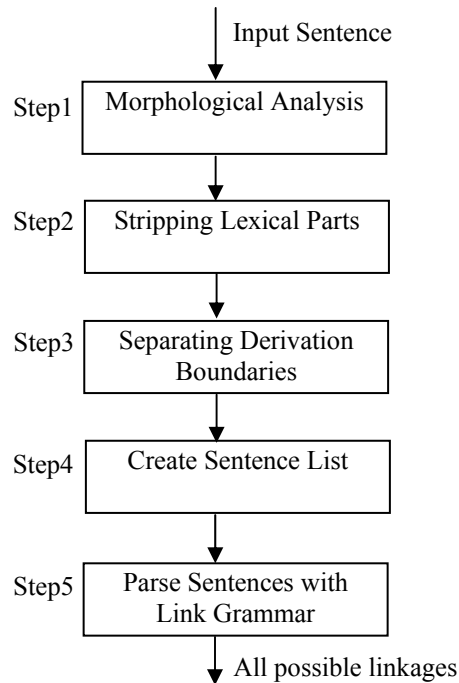 Input Sentence
Step1
Morphological Analysis
Step2
Stripping Lexical Parts
Step3
Separating Derivation
Boundaries
Step4
Create Sentence List
Step5
Parse Sentences with
Link Grammar
All possible linkages